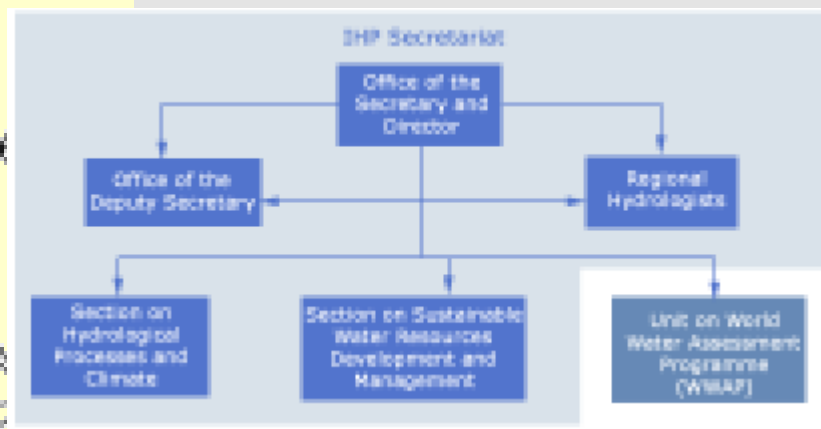 IHP Secretariat
Office of the
Secretary and
Director
Office of the
Deputy Secretary
Regional
Hydrologists
Section on
Hydrological
Processes and
Climate
Section on Sustainable
Water Resources
Development and
Management
Unit on World
Water Assessment
Programme
(WWAP)